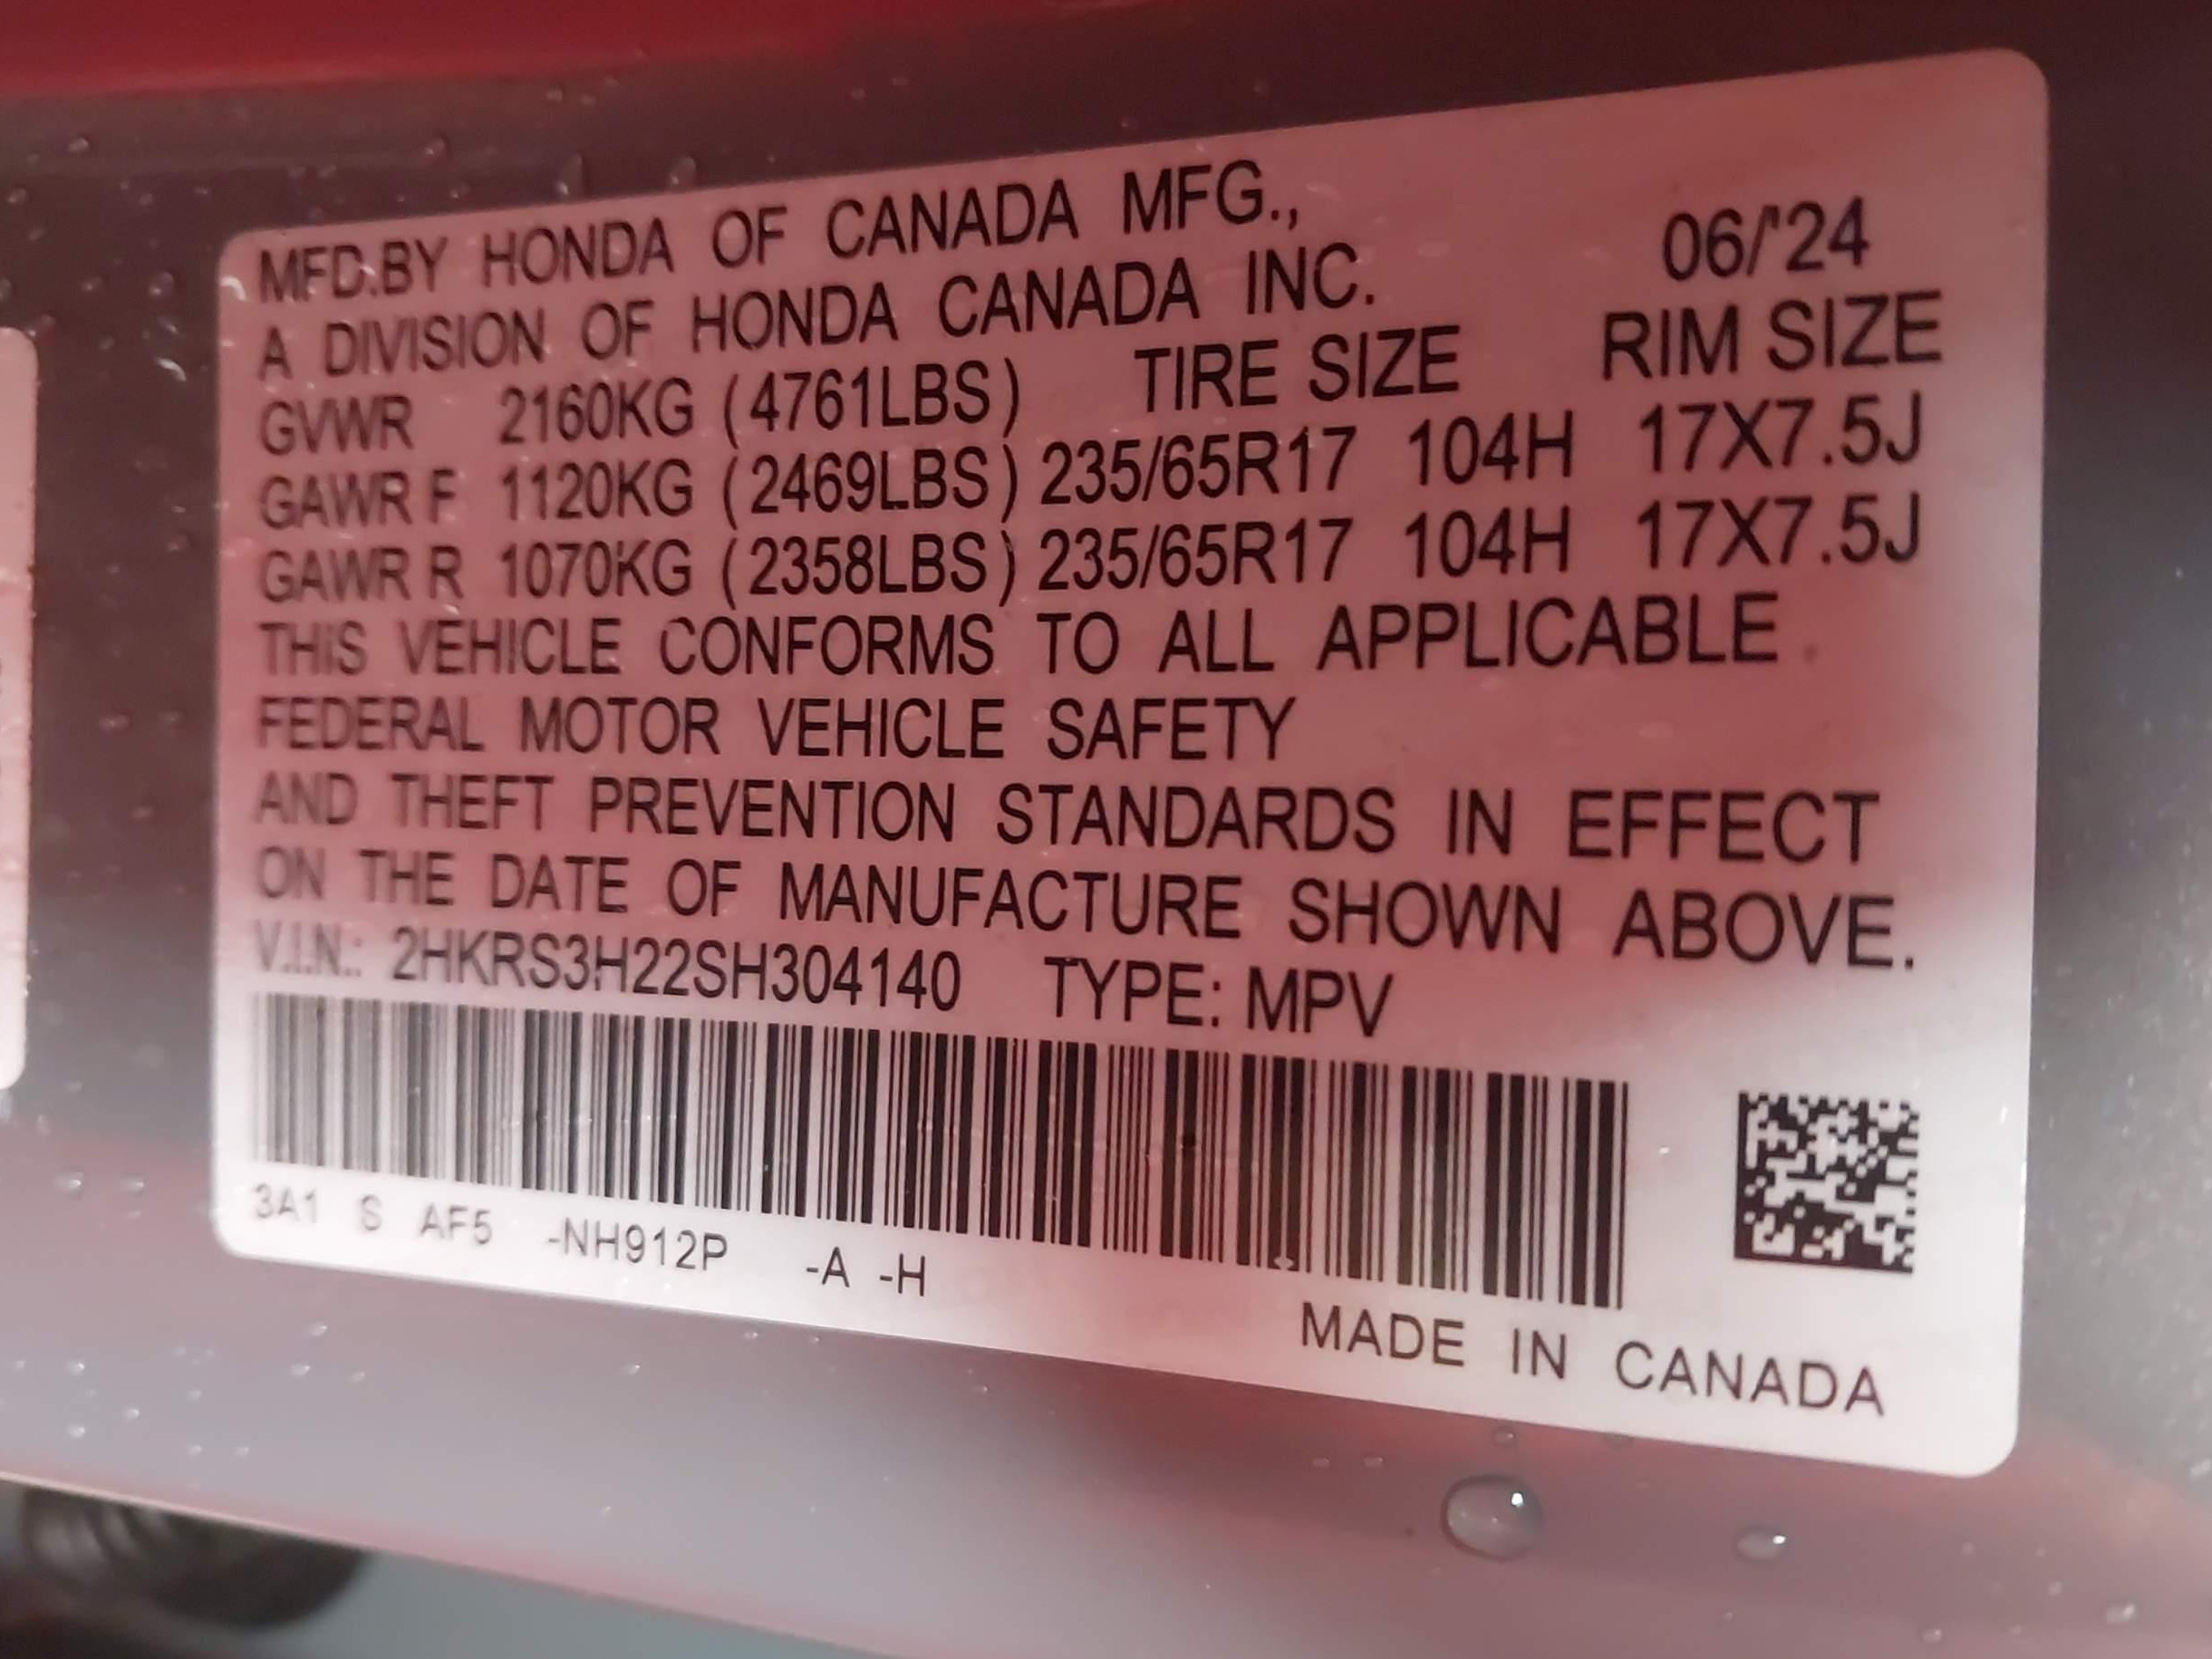 MFD.BY HONDA OF CANADA MFG.,
A DIVISION OF HONDA CANADA INC. 06/'24
GVWR 2160KG (4761LBS) TIRE SIZE RIM SIZE
GAWR F 1120KG (2469LBS) 235/65R17 104H 17X7.5J
GAWR R 1070KG (2358LBS) 235/65R17 104H 17X7.5J
THIS VEHICLE CONFORMS TO ALL APPLICABLE
FEDERAL MOTOR VEHICLE SAFETY
AND THEFT PREVENTION STANDARDS IN EFFECT
ON THE DATE OF MANUFACTURE SHOWN ABOVE.
V.I.N.: 2HKRS3H22SH304140 TYPE: MPV
3A1 S AF5 -NH912P -A -H
MADE IN CANADA